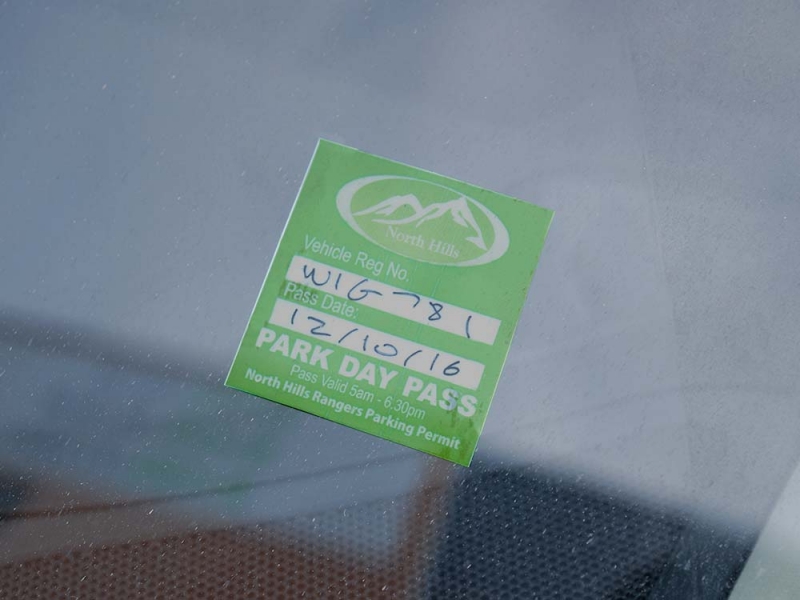 North Hills
Vehicle Reg No.
WIG 781
Pass Date:
12/10/16
PARK DAY PASS
Pass Valid 5am - 6.30pm
North Hills Rangers Parking Permit